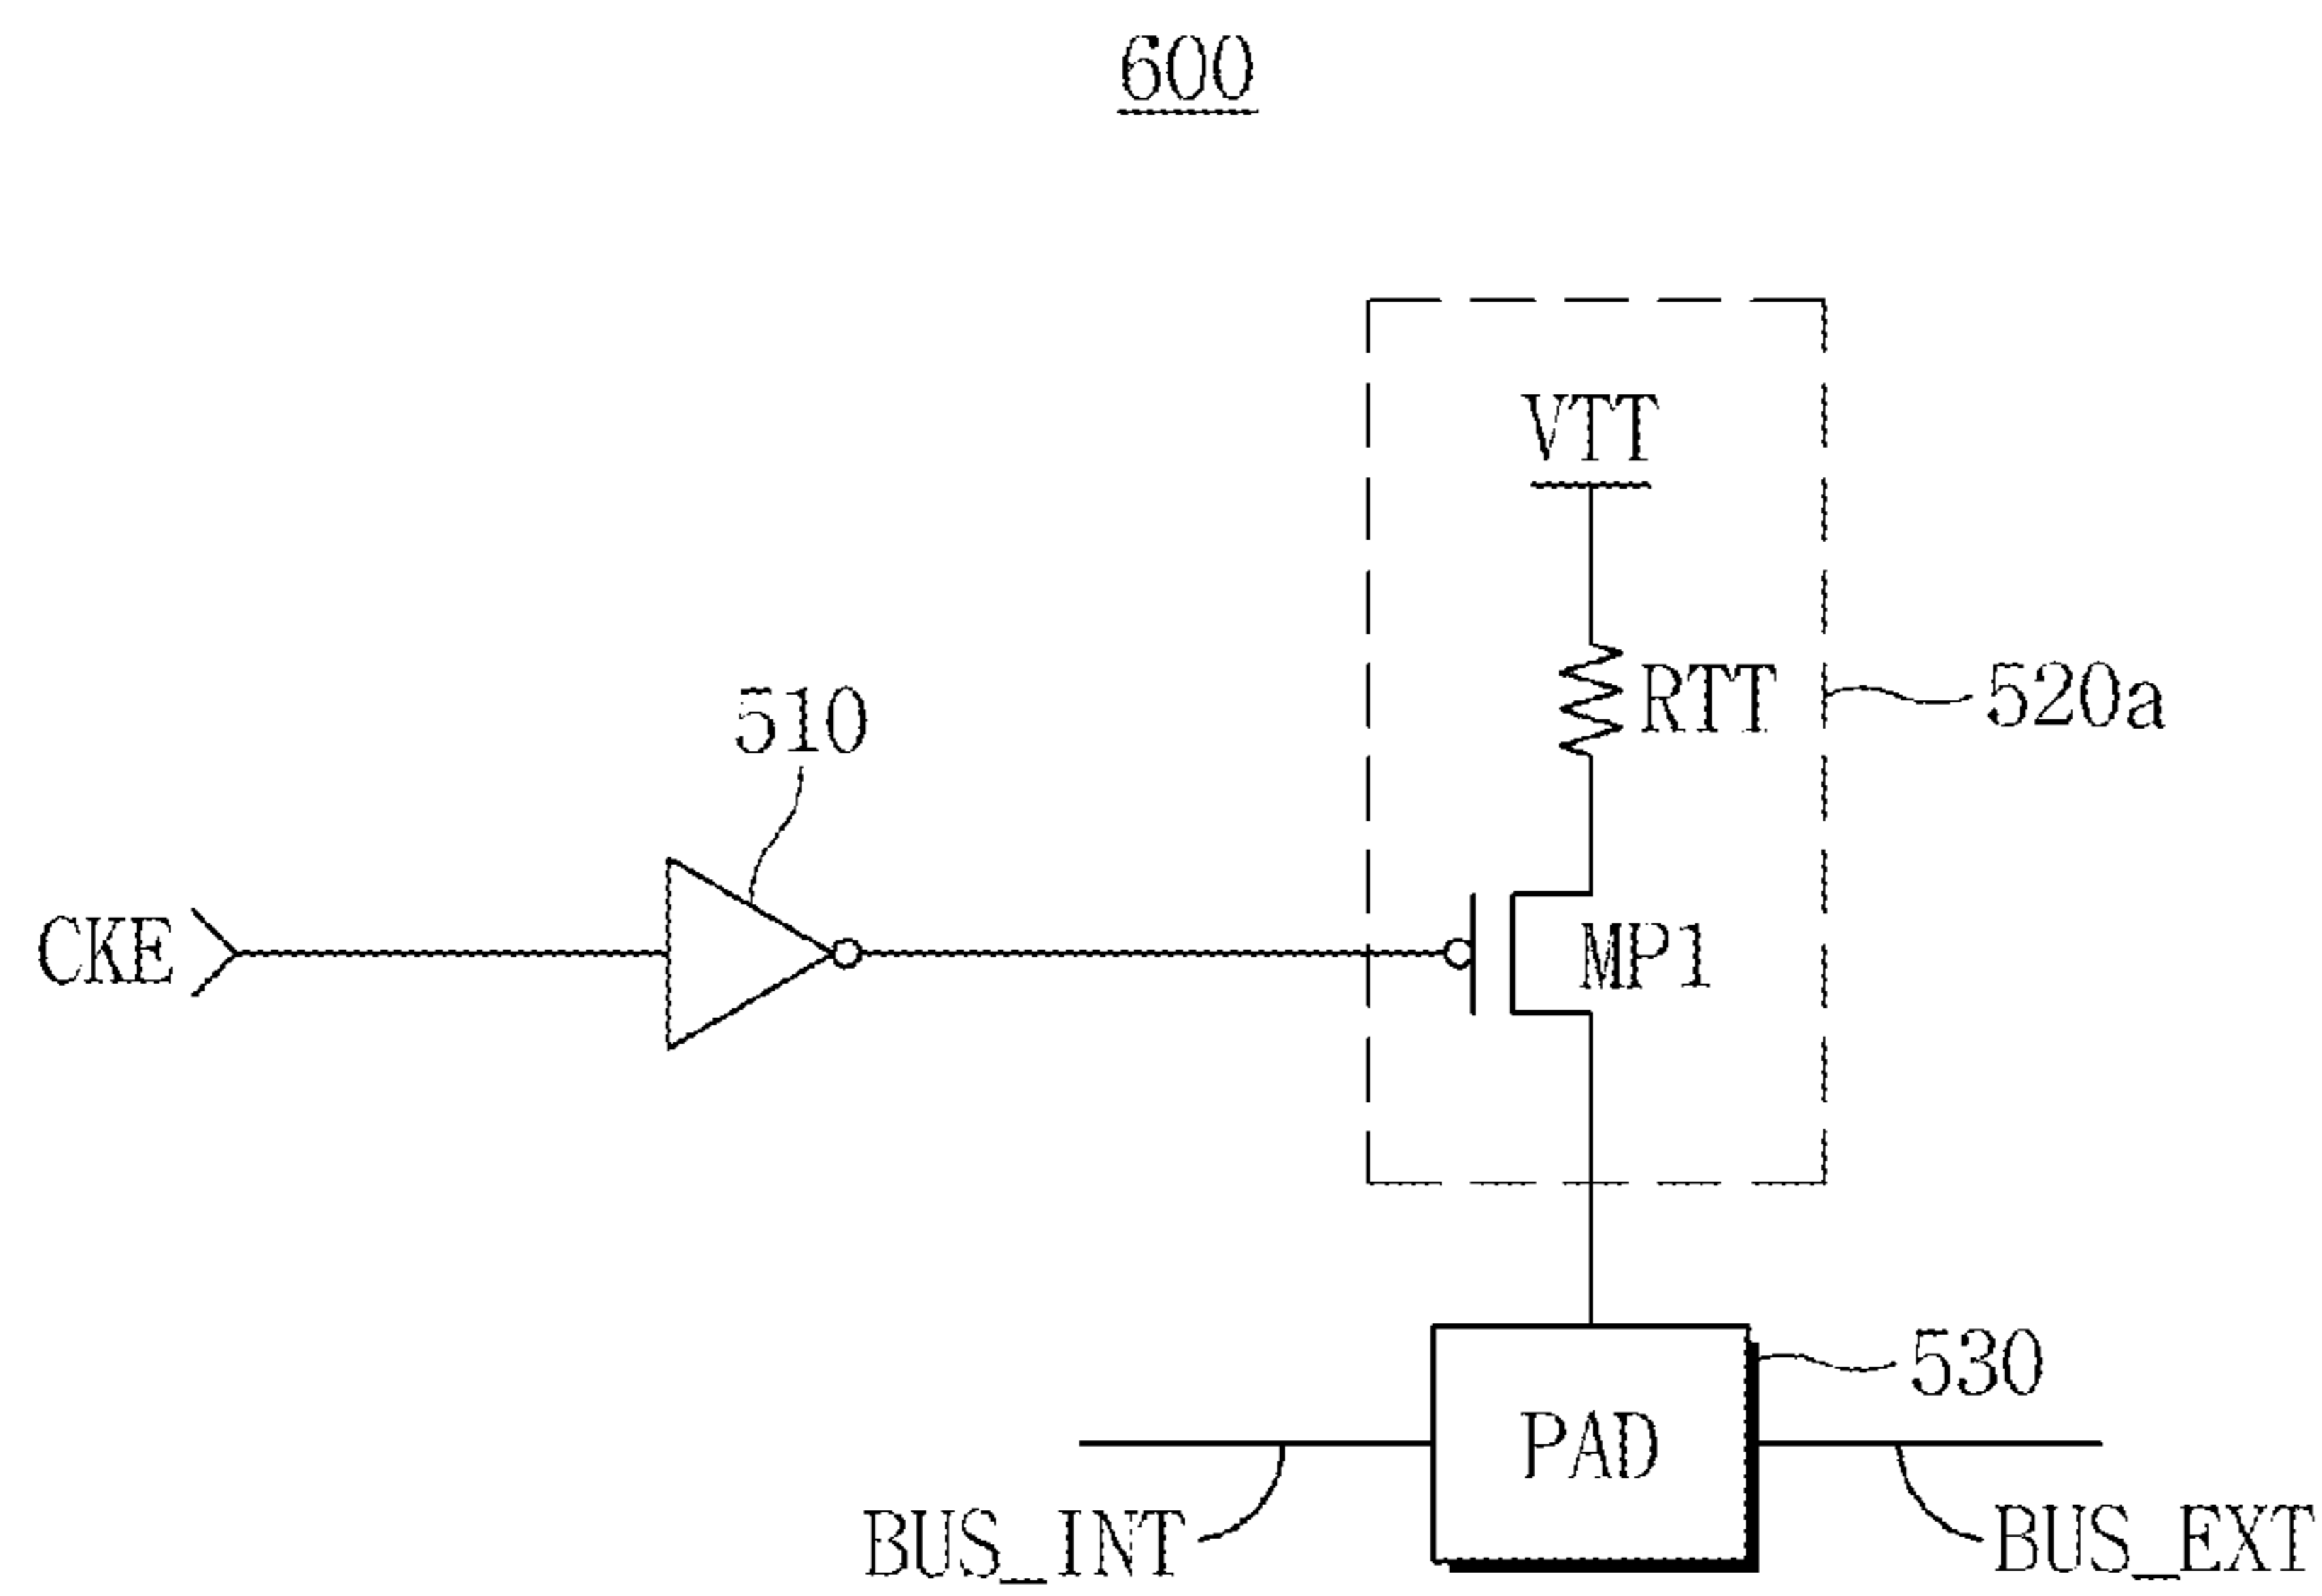 600
VTT
RTT
520a
510
CKE
MP1
530
PAD
BUS_INT
BUS_EXT